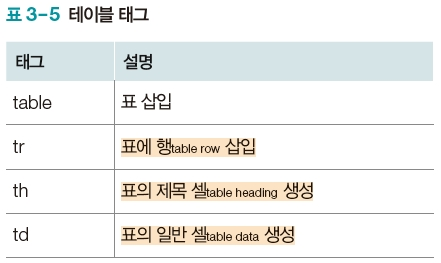 표 3-5 테이블 태그
태그 설명
table 표 삽입
tr 표에 행table row 삽입
th 표의 제목 셀table heading 생성
td 표의 일반 셀table data 생성